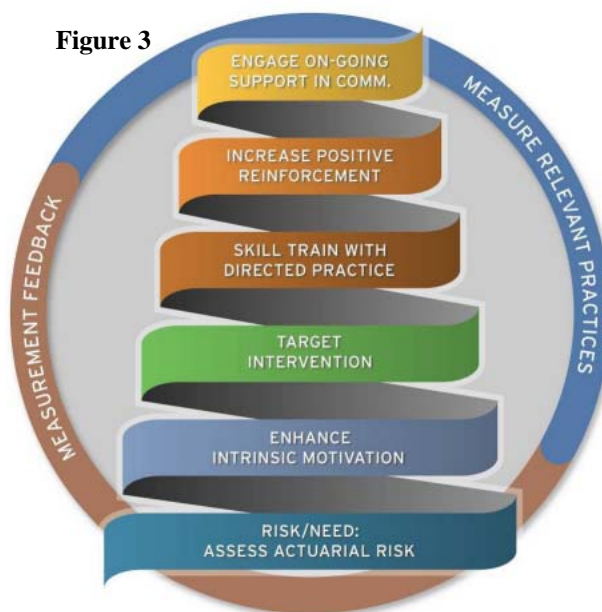 Figure 3
ENGAGE ON-GOING
SUPPORT IN COMM.
INCREASE POSITIVE
REINFORCEMENT
SKILL TRAIN WITH
DIRECTED PRACTICE
TARGET
INTERVENTION
ENHANCE
INTRINSIC MOTIVATION
RISK/NEED:
ASSESS ACTUARIAL RISK
MEASUREMENT FEEDBACK
MEASURE RELEVANT PRACTICES